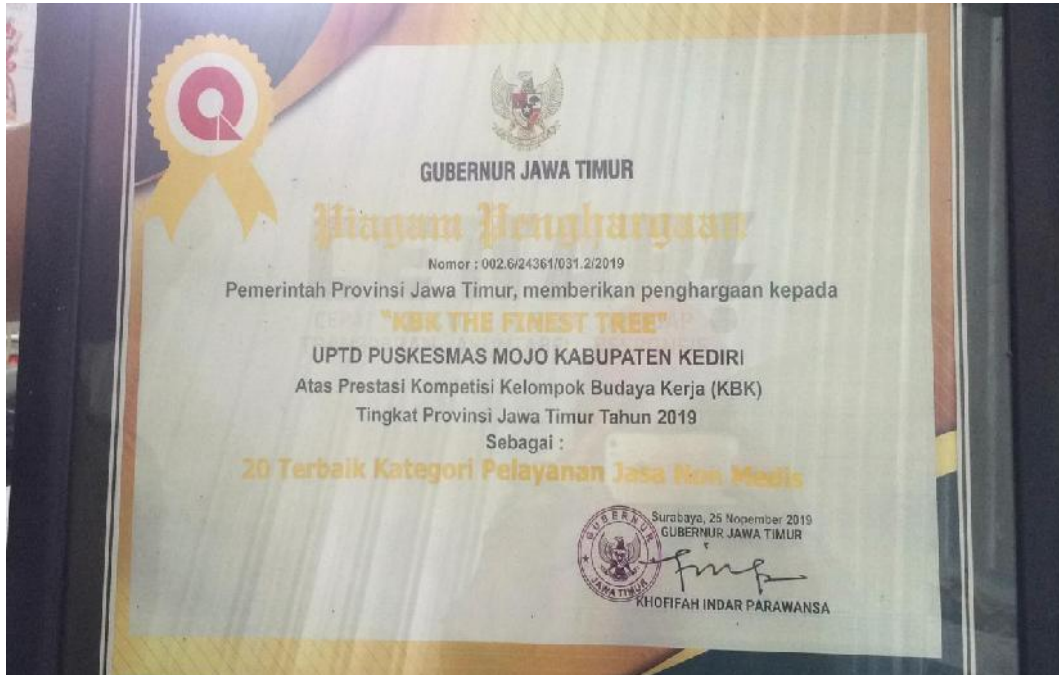 GUBERNUR JAWA TIMUR
Piagam Penghargaan
Nomor : 002.6/24361/031.2/2019
Pemerintah Provinsi Jawa Timur, memberikan penghargaan kepada
"KBK THE FINEST TREE"
UPTD PUSKESMAS MOJO KABUPATEN KEDIRI
Atas Prestasi Kompetisi Kelompok Budaya Kerja (KBK)
Tingkat Provinsi Jawa Timur Tahun 2019
Sebagai :
20 Terbaik Kategori Pelayanan Jasa Non Medis
Surabaya, 25 Nopember 2019
GUBERNUR JAWA TIMUR
GUBERNUR
JAWA TIMUR
KHOFIFAH INDAR PARAWANSA